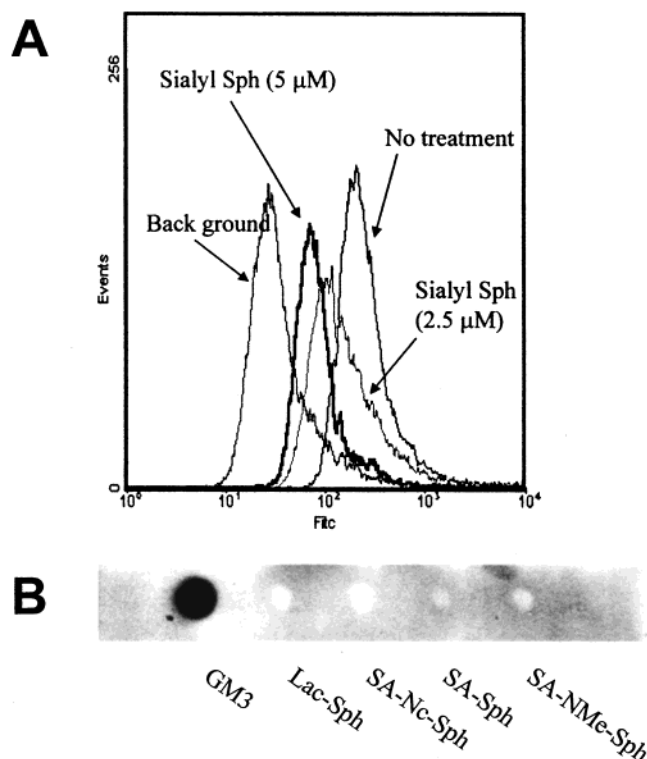 A
256
Sialyl Sph (5 μM)
No treatment
Back ground
Sialyl Sph
(2.5 μM)
Events
0
10⁰ 10¹ 10² 10³ 10⁴
Fitc
B
GM3
Lac-Sph
SA-Nc-Sph
SA-Sph
SA-NMe-Sph